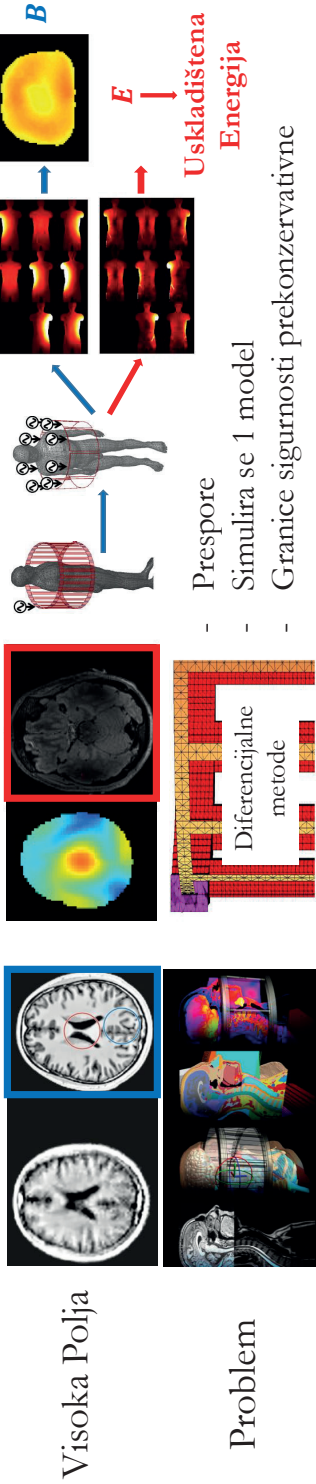 Visoka Polja
B
E
Uskladištena
Energija
Problem
Diferencijalne
metode
- Prespore
- Simulira se 1 model
- Granice sigurnosti prekonzervativne